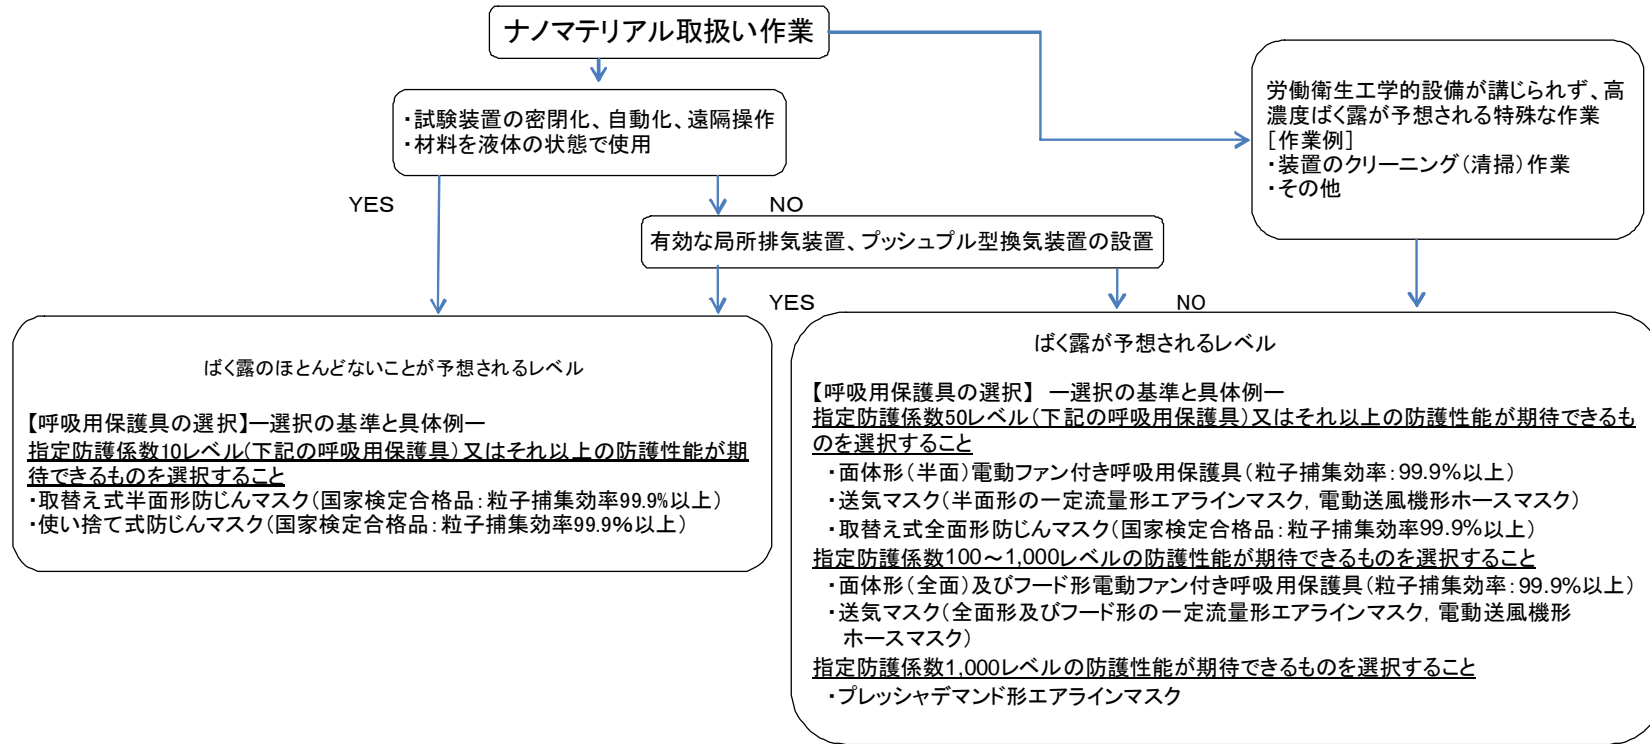 ナノマテリアル取扱い作業
・試験装置の密閉化、自動化、遠隔操作
・材料を液体の状態で使用
労働衛生工学的設備が講じられず、高
濃度ばく露が予想される特殊な作業
[作業例]
・装置のクリーニング(清掃)作業
・その他
YES
NO
有効な局所排気装置、プッシュプル型換気装置の設置
YES
NO
ばく露のほとんどないことが予想されるレベル
【呼吸用保護具の選択】―選択の基準と具体例―
指定防護係数10レベル(下記の呼吸用保護具)又はそれ以上の防護性能が期
待できるものを選択すること
・取替え式半面形防じんマスク(国家検定合格品:粒子捕集効率99.9%以上)
・使い捨て式防じんマスク(国家検定合格品:粒子捕集効率99.9%以上)
ばく露が予想されるレベル
【呼吸用保護具の選択】 ―選択の基準と具体例―
指定防護係数50レベル(下記の呼吸用保護具)又はそれ以上の防護性能が期待できるも
のを選択すること
・面体形(半面)電動ファン付き呼吸用保護具(粒子捕集効率:99.9%以上)
・送気マスク(半面形の一定流量形エアラインマスク, 電動送風機形ホースマスク)
・取替え式全面形防じんマスク(国家検定合格品:粒子捕集効率99.9%以上)
指定防護係数100~1,000レベルの防護性能が期待できるものを選択すること
・面体形(全面)及びフード形電動ファン付き呼吸用保護具(粒子捕集効率:99.9%以上)
・送気マスク(全面形及びフード形の一定流量形エアラインマスク, 電動送風機形
ホースマスク)
指定防護係数1,000レベルの防護性能が期待できるものを選択すること
・プレッシャデマンド形エアラインマスク